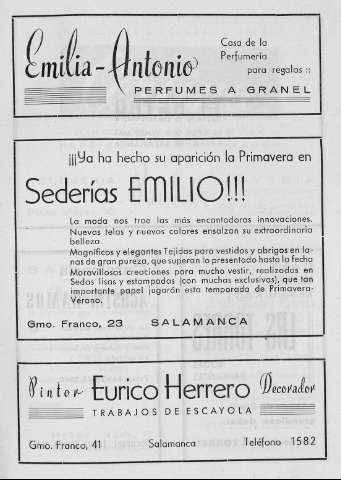 Emilia-Antonio
Casa de la
Perfumería
para regalos ::
PERFUMES A GRANEL
¡¡¡Ya ha hecho su aparición la Primavera en
Sederías EMILIO!!!
La moda nos trae las más encantadoras innovaciones.
Nuevas telas y nuevos colores ensalzan su extraordinaria
belleza.
Magníficos y elegantes Tejidos para vestidos y abrigos en la-
nas de gran pureza, que superan lo presentado hasta la fecha
Maravillosas creaciones para mucho vestir, realizadas en
Sedas lisas y estampadas (con muchas exclusivas), que tan
importante papel jugarán esta temporada de Primavera-
Verano.
Gmo. Franco, 23 SALAMANCA
Pintor Eurico Herrero Decorador
TRABAJOS DE ESCAYOLA
Gmo. Franco, 41 Salamanca Teléfono 1582